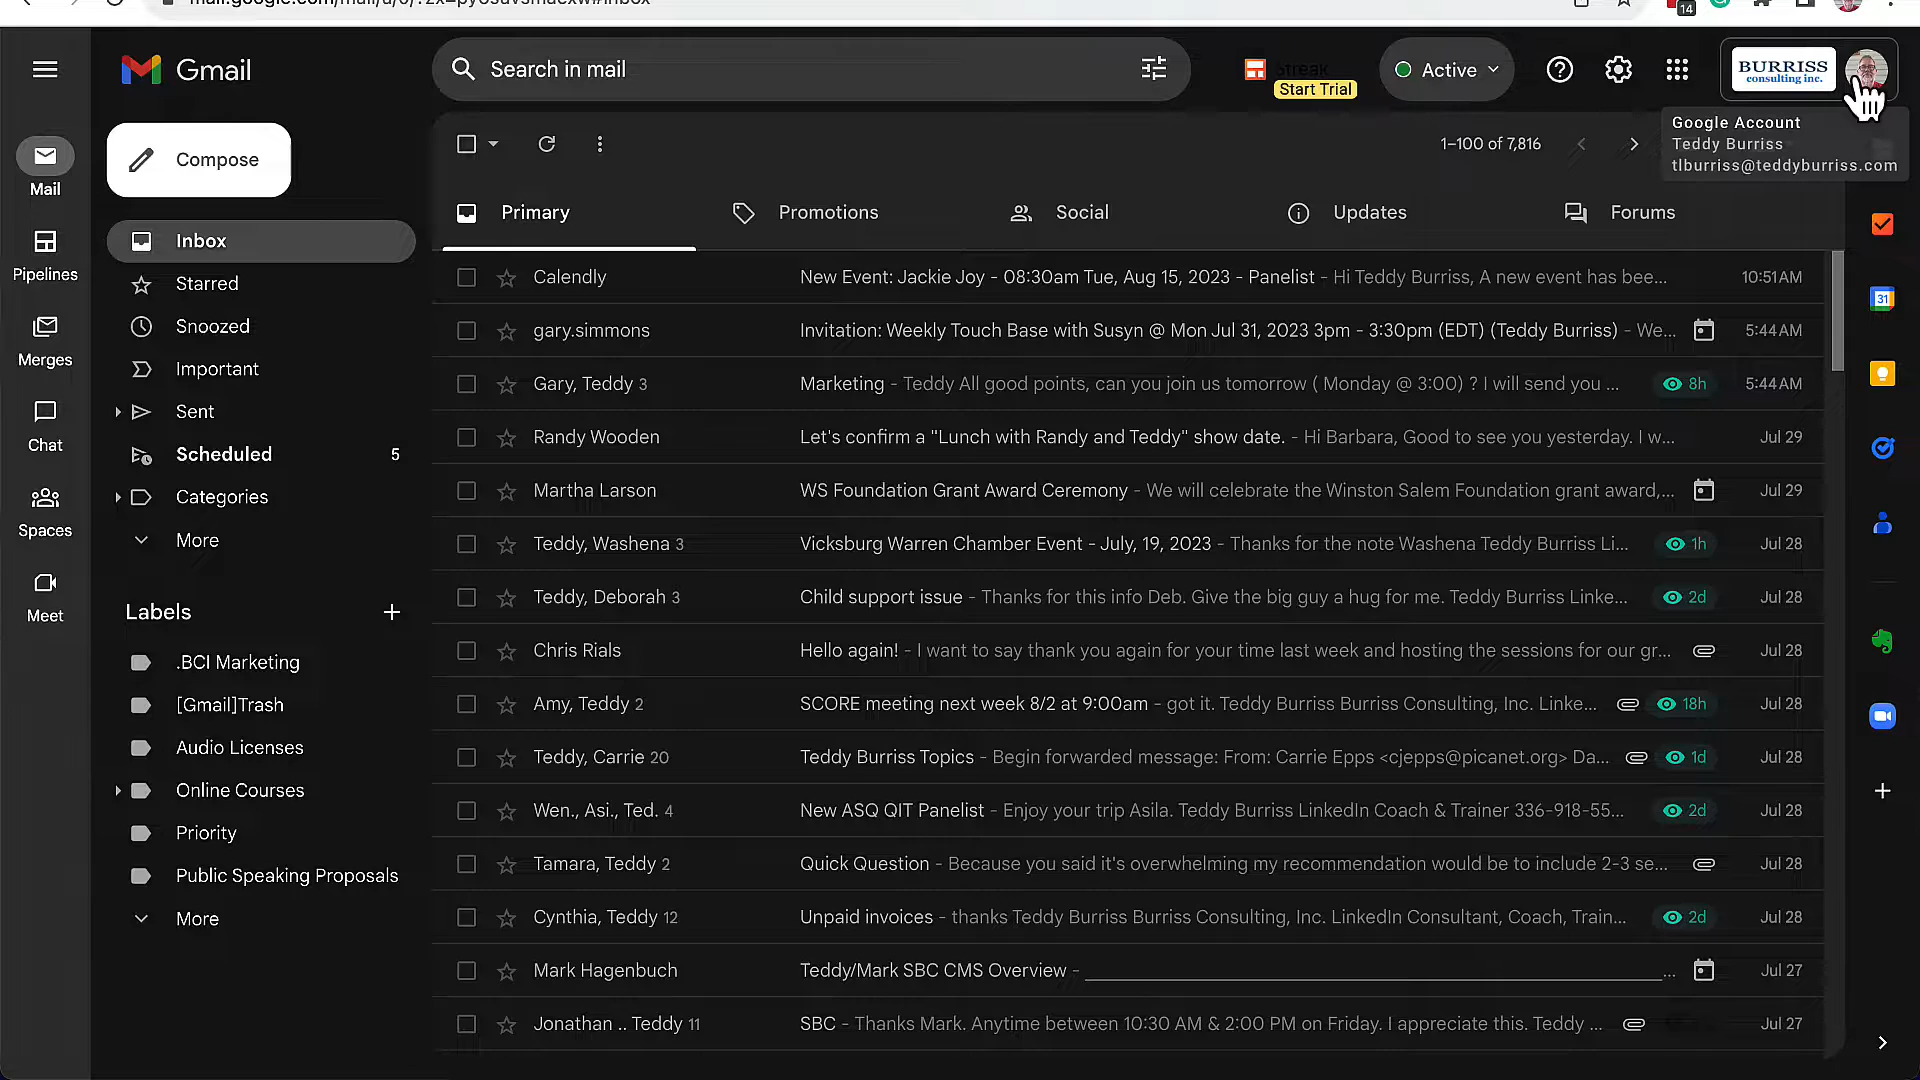 14
Gmail
Search in mail
Start Trial
Active
BURRISS
consulting inc.
Google Account
Teddy Burriss
tlburriss@teddyburriss.com
Mail
Pipelines
Merges
Chat
Spaces
Meet
Compose
Inbox
Starred
Snoozed
Important
Sent
Scheduled 5
Categories
More
Labels
.BCI Marketing
[Gmail]Trash
Audio Licenses
Online Courses
Priority
Public Speaking Proposals
More
1–100 of 7,816
Primary Promotions Social Updates Forums
Calendly New Event: Jackie Joy - 08:30am Tue, Aug 15, 2023 - Panelist - Hi Teddy Burriss, A new event has bee... 10:51 AM
gary.simmons Invitation: Weekly Touch Base with Susyn @ Mon Jul 31, 2023 3pm - 3:30pm (EDT) (Teddy Burriss) - We... 5:44 AM
Gary, Teddy 3 Marketing - Teddy All good points, can you join us tomorrow ( Monday @ 3:00) ? I will send you ... 8h 5:44 AM
Randy Wooden Let's confirm a "Lunch with Randy and Teddy" show date. - Hi Barbara, Good to see you yesterday. I w... Jul 29
Martha Larson WS Foundation Grant Award Ceremony - We will celebrate the Winston Salem Foundation grant award,... Jul 29
Teddy, Washena 3 Vicksburg Warren Chamber Event - July, 19, 2023 - Thanks for the note Washena Teddy Burriss Li... 1h Jul 28
Teddy, Deborah 3 Child support issue - Thanks for this info Deb. Give the big guy a hug for me. Teddy Burriss Linke... 2d Jul 28
Chris Rials Hello again! - I want to say thank you again for your time last week and hosting the sessions for our gr... Jul 28
Amy, Teddy 2 SCORE meeting next week 8/2 at 9:00am - got it. Teddy Burriss Burriss Consulting, Inc. Linke... 18h Jul 28
Teddy, Carrie 20 Teddy Burriss Topics - Begin forwarded message: From: Carrie Epps <cjepps@picanet.org> Da... 1d Jul 28
Wen., Asi., Ted. 4 New ASQ QIT Panelist - Enjoy your trip Asila. Teddy Burriss LinkedIn Coach & Trainer 336-918-55... 2d Jul 28
Tamara, Teddy 2 Quick Question - Because you said it's overwhelming my recommendation would be to include 2-3 se... Jul 28
Cynthia, Teddy 12 Unpaid invoices - thanks Teddy Burriss Burriss Consulting, Inc. LinkedIn Consultant, Coach, Train... 2d Jul 28
Mark Hagenbuch Teddy/Mark SBC CMS Overview - ... Jul 27
Jonathan .. Teddy 11 SBC - Thanks Mark. Anytime between 10:30 AM & 2:00 PM on Friday. I appreciate this. Teddy ... Jul 27
31